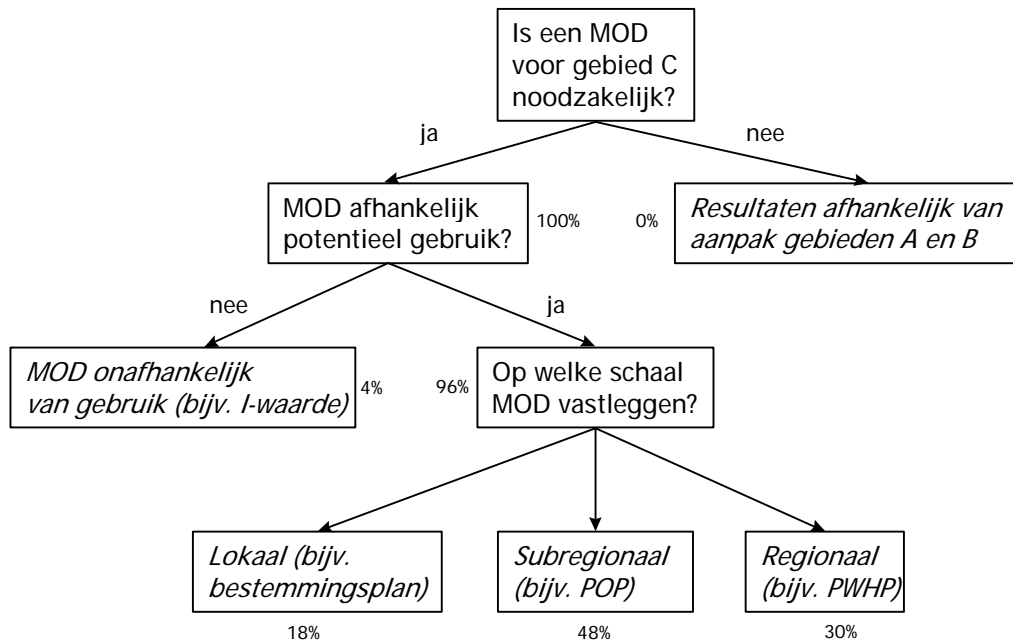 Is een MOD
voor gebied C
noodzakelijk?
ja
nee
MOD afhankelijk
potentieel gebruik?
100%
0%
Resultaten afhankelijk van
aanpak gebieden A en B
nee
ja
MOD onafhankelijk
van gebruik (bijv. I-waarde)
4%
96%
Op welke schaal
MOD vastleggen?
Lokaal (bijv.
bestemmingsplan)
Subregionaal
(bijv. POP)
Regionaal
(bijv. PWHP)
18%
48%
30%